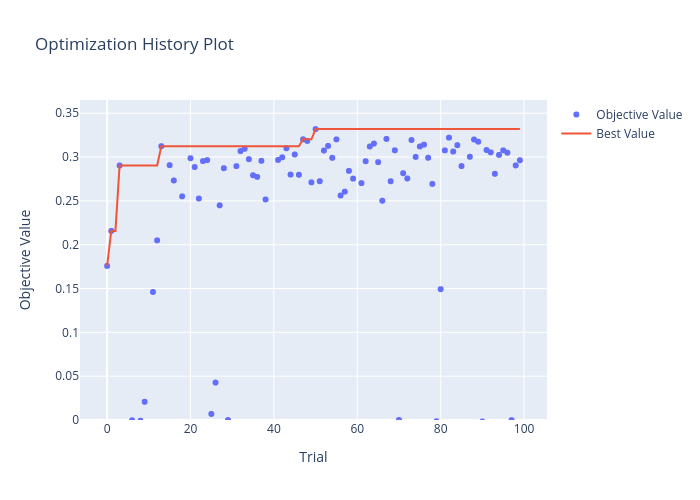 Optimization History Plot
Objective Value
0.35
0.3
0.25
0.2
0.15
0.1
0.05
0
0
20
40
60
80
100
Trial
Objective Value
Best Value